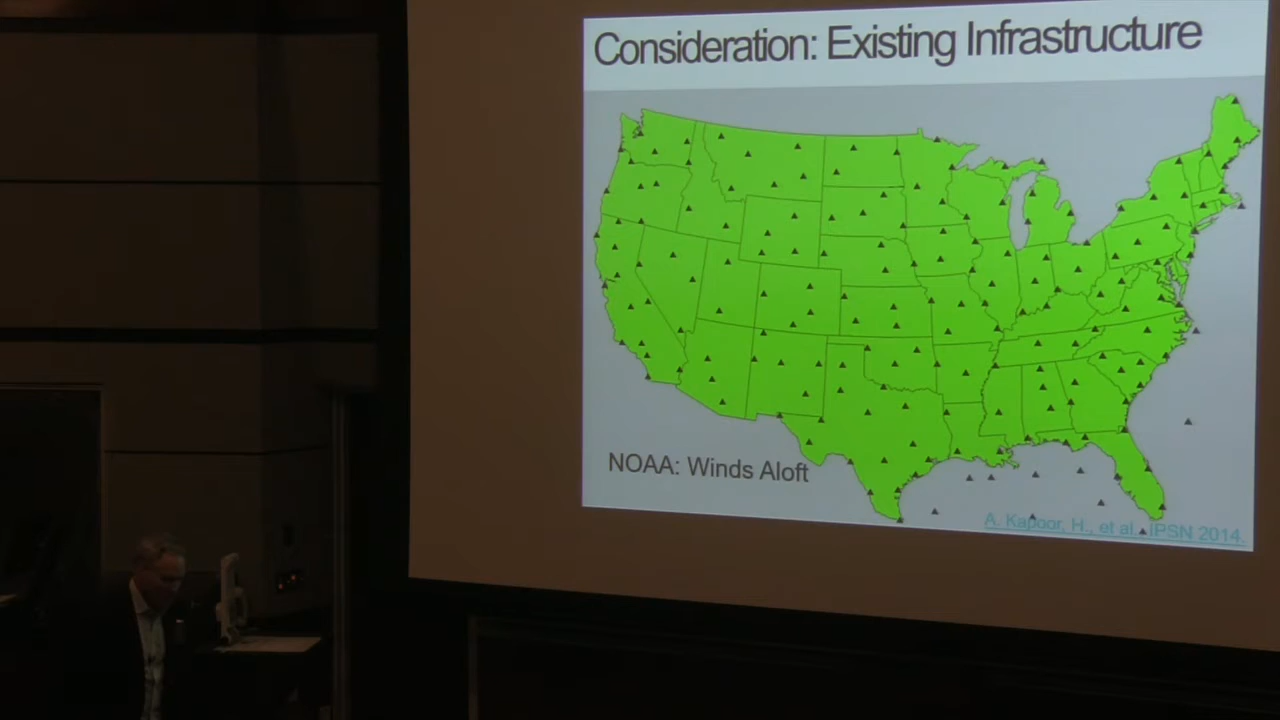 Consideration: Existing Infrastructure
NOAA: Winds Aloft
A. Kapoor, H., et al. IPSN 2014.